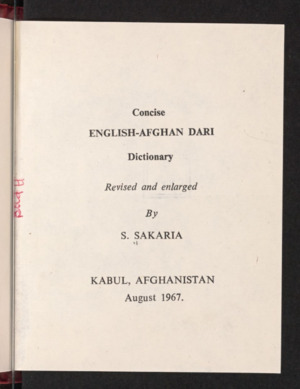 Concise
ENGLISH-AFGHAN DARI
Dictionary
Revised and enlarged
By
S. SAKARIA
KABUL, AFGHANISTAN
August 1967.